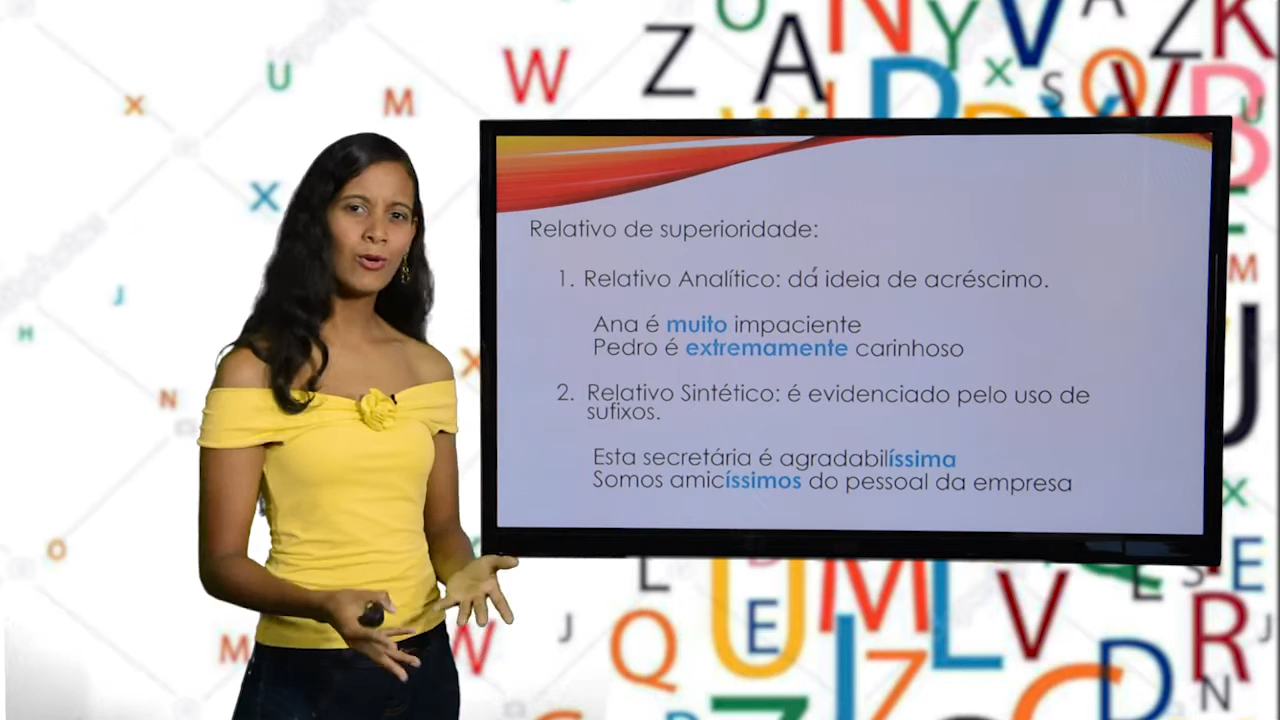 Relativo de superioridade:
1. Relativo Analítico: dá ideia de acréscimo.
Ana é muito impaciente
Pedro é extremamente carinhoso
2. Relativo Sintético: é evidenciado pelo uso de
sufixos.
Esta secretária é agradabilíssima
Somos amicíssimos do pessoal da empresa